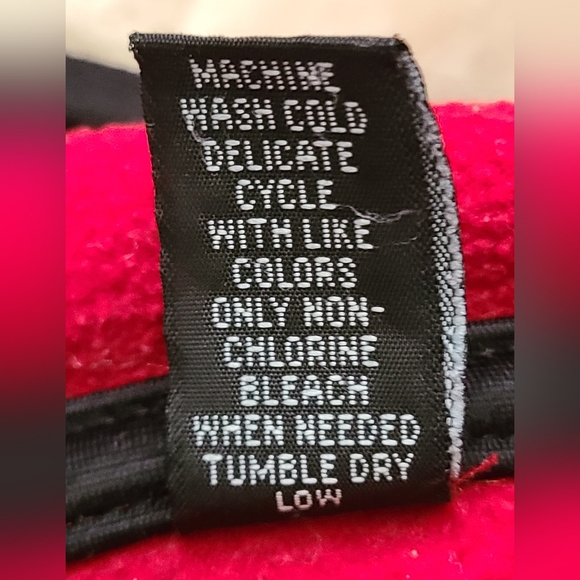 MACHINE
WASH COLD
DELICATE
CYCLE
WITH LIKE
COLORS
ONLY NON-
CHLORINE
BLEACH
WHEN NEEDED
TUMBLE DRY
LOW